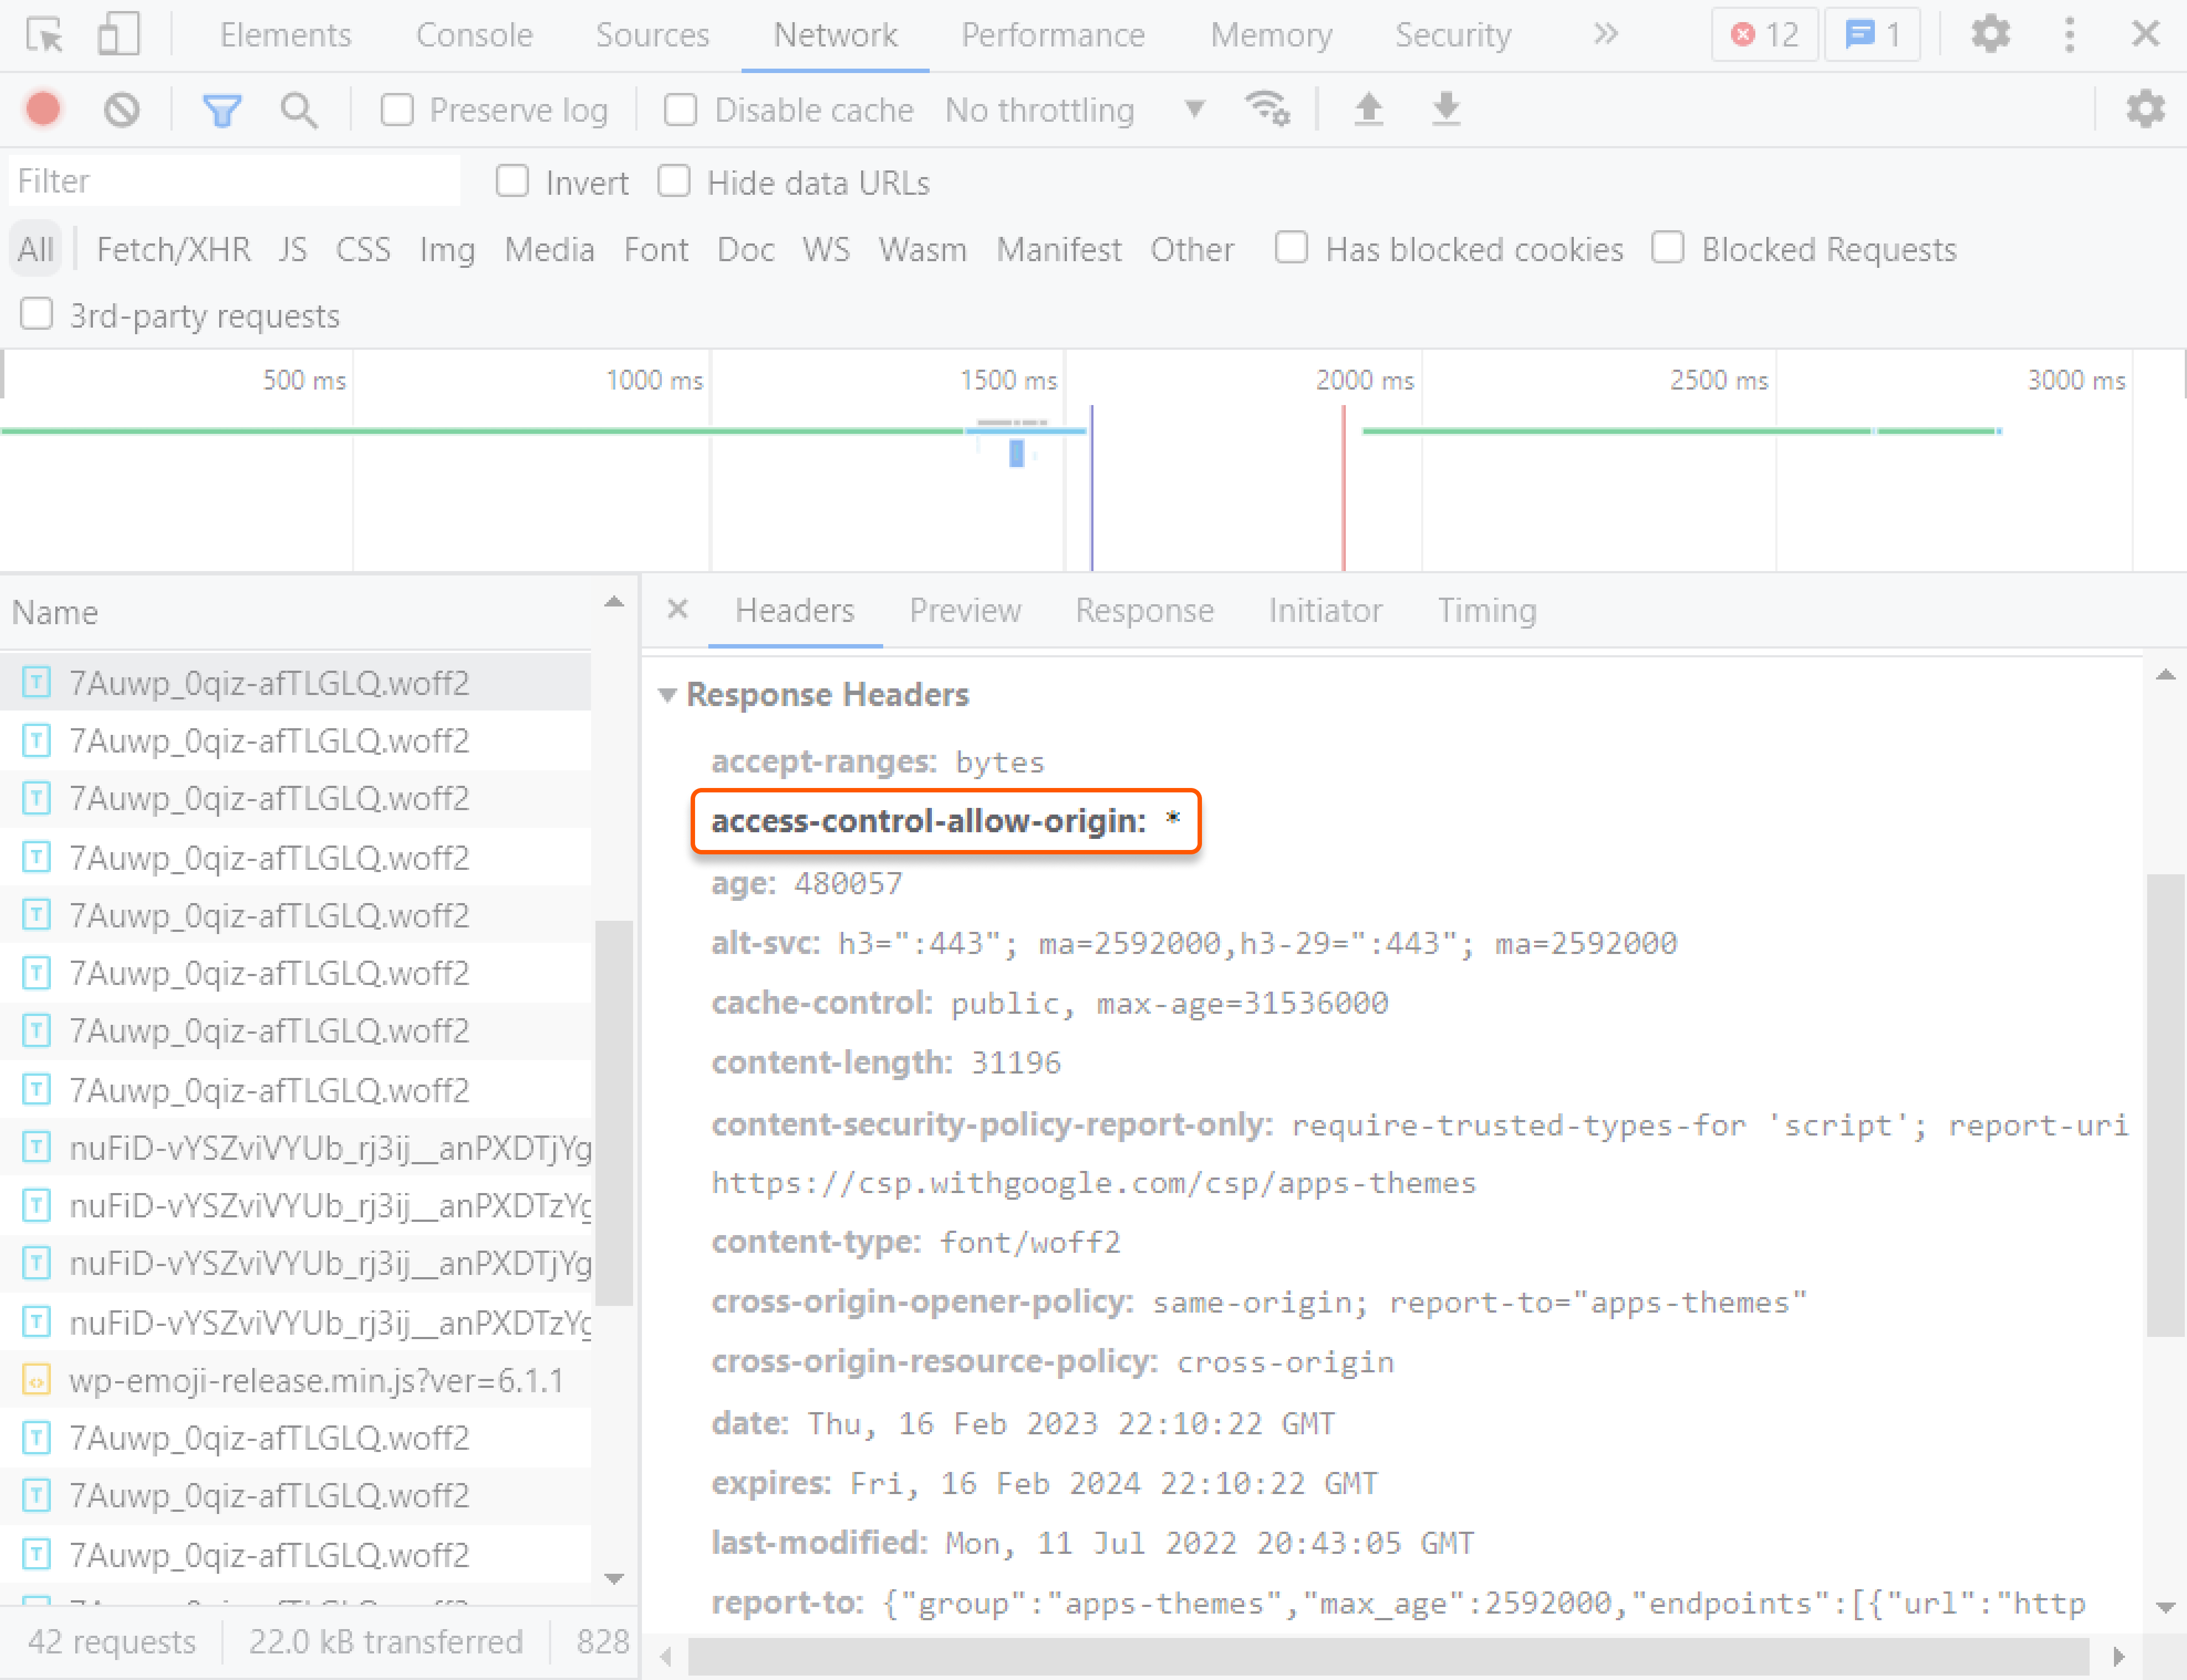 Elements Console Sources Network Performance Memory Security » 12 1
Preserve log Disable cache No throttling
Filter Invert Hide data URLs
All Fetch/XHR JS CSS Img Media Font Doc WS Wasm Manifest Other Has blocked cookies Blocked Requests
3rd-party requests
500 ms 1000 ms 1500 ms 2000 ms 2500 ms 3000 ms
Name
7Auwp_0qiz-afTLGLQ.woff2
7Auwp_0qiz-afTLGLQ.woff2
7Auwp_0qiz-afTLGLQ.woff2
7Auwp_0qiz-afTLGLQ.woff2
7Auwp_0qiz-afTLGLQ.woff2
7Auwp_0qiz-afTLGLQ.woff2
7Auwp_0qiz-afTLGLQ.woff2
7Auwp_0qiz-afTLGLQ.woff2
nuFiD-vYSZviVYUb_rj3ij__anPXDTjYg
nuFiD-vYSZviVYUb_rj3ij__anPXDTzYg
nuFiD-vYSZviVYUb_rj3ij__anPXDTjYg
nuFiD-vYSZviVYUb_rj3ij__anPXDTzYg
wp-emoji-release.min.js?ver=6.1.1
7Auwp_0qiz-afTLGLQ.woff2
7Auwp_0qiz-afTLGLQ.woff2
7Auwp_0qiz-afTLGLQ.woff2
42 requests 22.0 kB transferred 828
Headers Preview Response Initiator Timing
Response Headers
accept-ranges: bytes
access-control-allow-origin: *
age: 480057
alt-svc: h3=":443"; ma=2592000,h3-29=":443"; ma=2592000
cache-control: public, max-age=31536000
content-length: 31196
content-security-policy-report-only: require-trusted-types-for 'script'; report-uri
https://csp.withgoogle.com/csp/apps-themes
content-type: font/woff2
cross-origin-opener-policy: same-origin; report-to="apps-themes"
cross-origin-resource-policy: cross-origin
date: Thu, 16 Feb 2023 22:10:22 GMT
expires: Fri, 16 Feb 2024 22:10:22 GMT
last-modified: Mon, 11 Jul 2022 20:43:05 GMT
report-to: {"group":"apps-themes","max_age":2592000,"endpoints":[{"url":"http